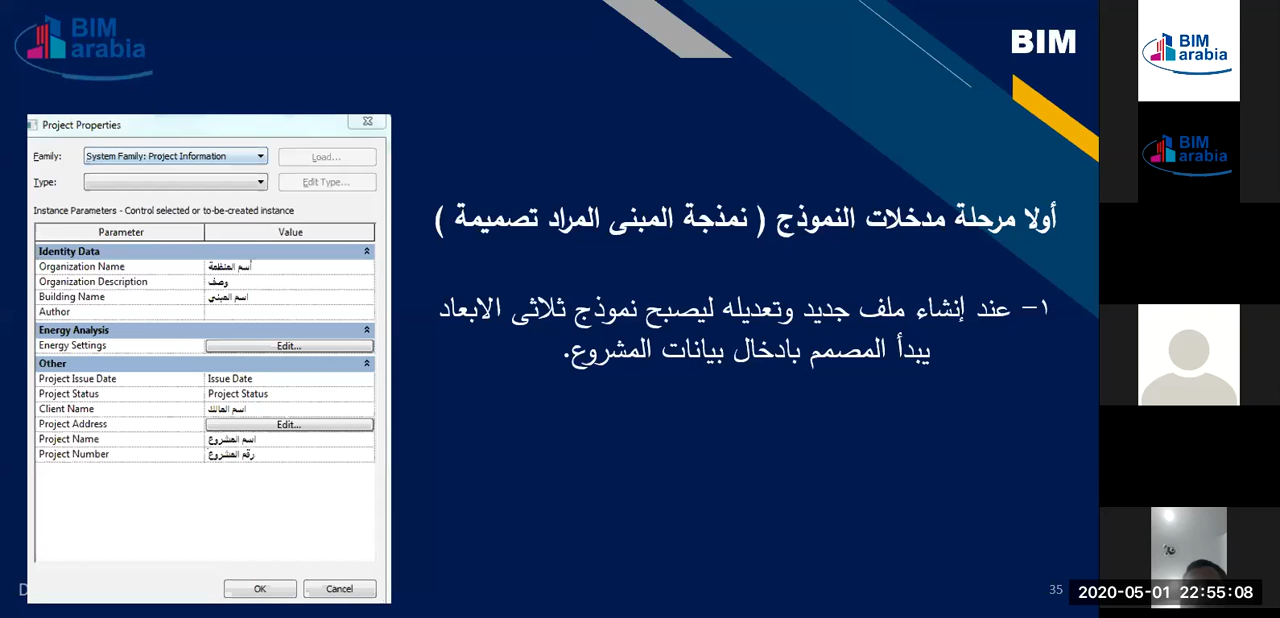 BIM
arabia
BIM
BIM
arabia
BIM
arabia
Project Properties
Family:
System Family: Project Information
Load...
Type:
Edit Type...
Instance Parameters - Control selected or to-be-created instance
Parameter
Value
Identity Data
Organization Name
أسم المنظمة
Organization Description
وصف
Building Name
اسم المبنى
Author
Energy Analysis
Energy Settings
Edit...
Other
Project Issue Date
Issue Date
Project Status
Project Status
Client Name
اسم المالك
Project Address
Edit...
Project Name
اسم المشروع
Project Number
رقم المشروع
OK
Cancel
أولا مرحلة مدخلات النموذج ( نمذجة المبنى المراد تصميمة )
١- عند إنشاء ملف جديد وتعديله ليصبح نموذج ثلاثى الابعاد
يبدأ المصمم بادخال بيانات المشروع.
D
35
2020-05-01 22:55:08